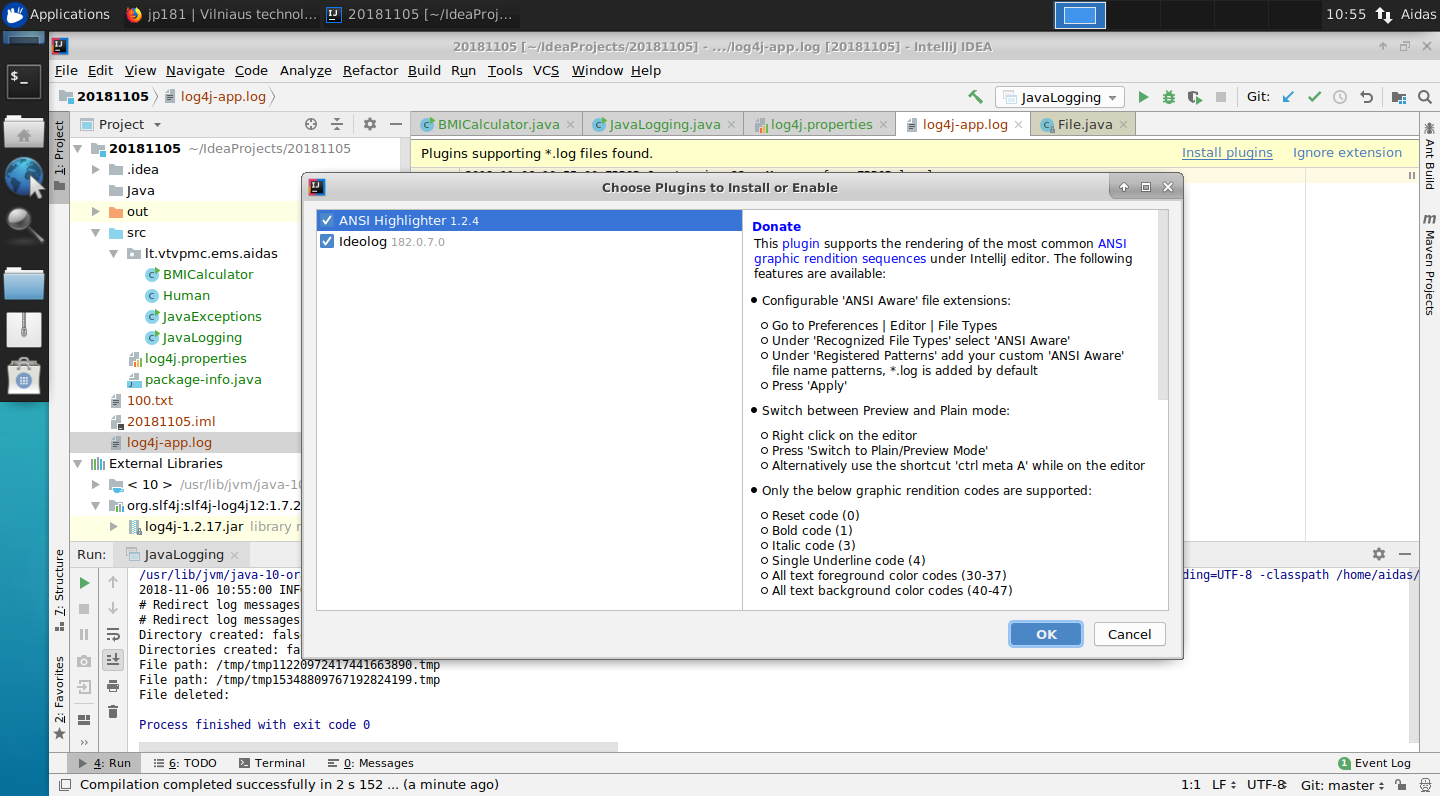 Applications
jp181 | Vilniaus technol...
20181105 [~/IdeaProj...
10:55
Aidas
20181105 [~/IdeaProjects/20181105] - .../log4j-app.log [20181105] - IntelliJ IDEA
File Edit View Navigate Code Analyze Refactor Build Run Tools VCS Window Help
20181105
log4j-app.log
JavaLogging
Git:
1: Project
Project
BMICalculator.java
JavaLogging.java
log4j.properties
log4j-app.log
File.java
Ant Build
Maven Projects
20181105 ~/IdeaProjects/20181105
.idea
Java
out
src
lt.vtvpmc.ems.aidas
BMICalculator
Human
JavaExceptions
JavaLogging
log4j.properties
package-info.java
100.txt
20181105.iml
log4j-app.log
External Libraries
< 10 > /usr/lib/jvm/java-10
org.slf4j:slf4j-log4j12:1.7.2
log4j-1.2.17.jar library
Plugins supporting *.log files found.
Install plugins
Ignore extension
Choose Plugins to Install or Enable
ANSI Highlighter 1.2.4
Ideolog 182.0.7.0
Donate
This plugin supports the rendering of the most common ANSI
graphic rendition sequences under IntelliJ editor. The following
features are available:
Configurable 'ANSI Aware' file extensions:
Go to Preferences | Editor | File Types
Under 'Recognized File Types' select 'ANSI Aware'
Under 'Registered Patterns' add your custom 'ANSI Aware'
file name patterns, *.log is added by default
Press 'Apply'
Switch between Preview and Plain mode:
Right click on the editor
Press 'Switch to Plain/Preview Mode'
Alternatively use the shortcut 'ctrl meta A' while on the editor
Only the below graphic rendition codes are supported:
Reset code (0)
Bold code (1)
Italic code (3)
Single Underline code (4)
All text foreground color codes (30-37)
All text background color codes (40-47)
OK
Cancel
7: Structure
2: Favorites
Run:
JavaLogging
/usr/lib/jvm/java-10-or
ding=UTF-8 -classpath /home/aidas/
2018-11-06 10:55:00 INF
# Redirect log messages
# Redirect log messages
Directory created: fals
Directories created: fa
File path: /tmp/tmp11220972417441663890.tmp
File path: /tmp/tmp15348809767192824199.tmp
File deleted:
Process finished with exit code 0
4: Run
6: TODO
Terminal
0: Messages
1 Event Log
Compilation completed successfully in 2 s 152 ... (a minute ago)
1:1
LF
UTF-8
Git: master